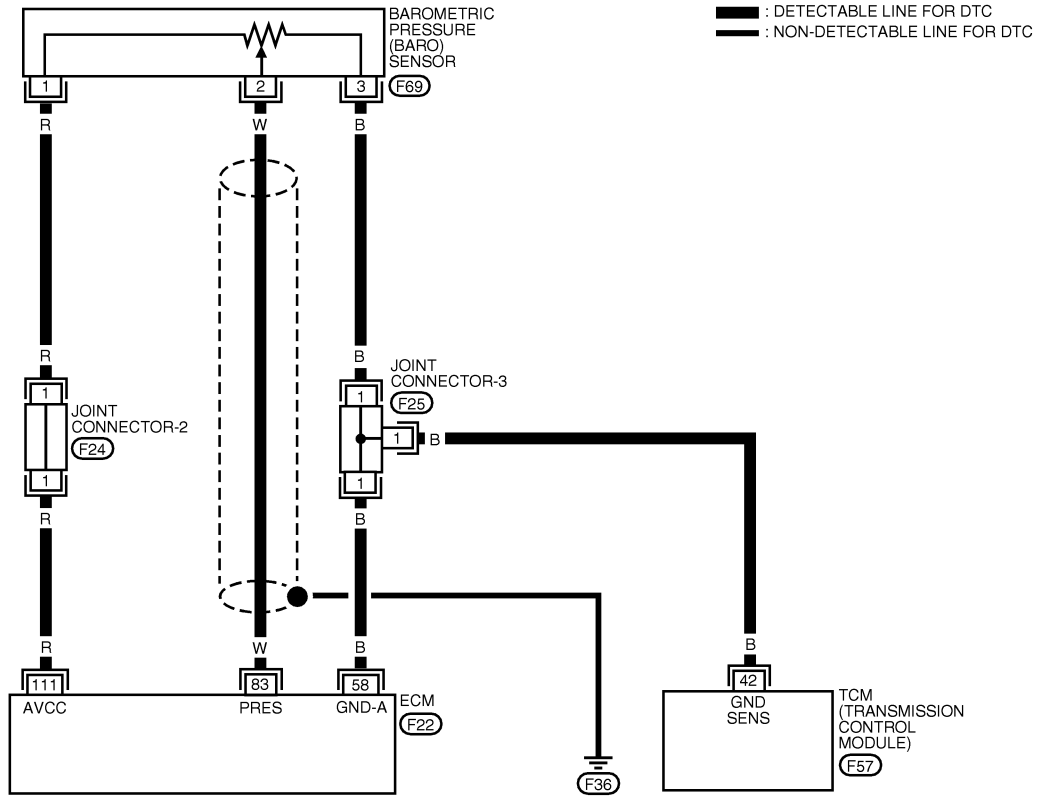 BAROMETRIC
PRESSURE
(BARO)
SENSOR
F69
: DETECTABLE LINE FOR DTC
: NON-DETECTABLE LINE FOR DTC
1
2
3
R
W
B
R
B
1
JOINT
CONNECTOR-2
F24
1
R
1
JOINT
CONNECTOR-3
F25
1
B
1
B
R
W
B
B
111
83
58
42
AVCC
PRES
GND-A
ECM
F22
GND
SENS
TCM
(TRANSMISSION
CONTROL
MODULE)
F57
F36